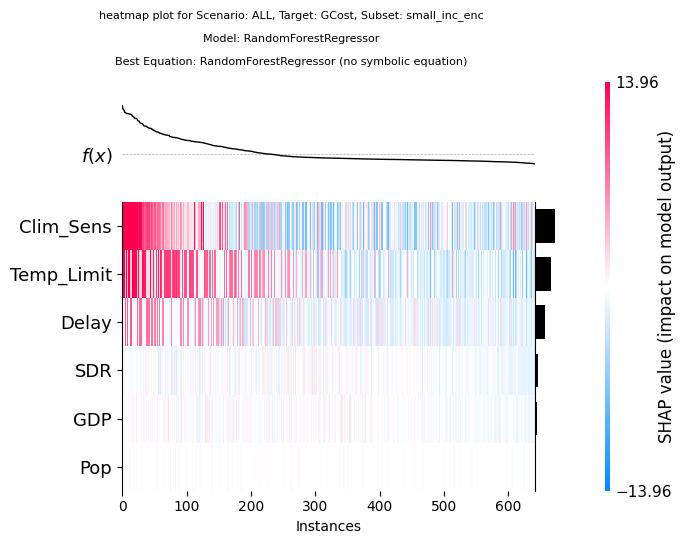 heatmap plot for Scenario: ALL, Target: GCost, Subset: small_inc_enc
Model: RandomForestRegressor
Best Equation: RandomForestRegressor (no symbolic equation)
13.96
f(x)
Clim_Sens
Temp_Limit
Delay
SDR
GDP
Pop
SHAP value (impact on model output)
−13.96
0 100 200 300 400 500 600
Instances